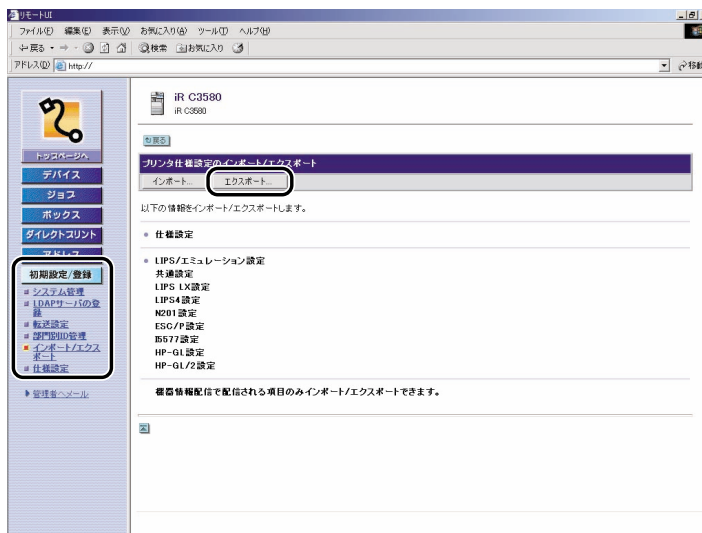 リモートUI
ファイル(F) 編集(E) 表示(V) お気に入り(A) ツール(T) ヘルプ(H)
戻る 検索 お気に入り
アドレス(D) http:// 移動
iR C3580
iR C3580
戻る
トップページへ
プリンタ仕様設定のインポート/エクスポート
デバイス
インポート... エクスポート...
ジョブ
以下の情報をインポート/エクスポートします。
ボックス
ダイレクトプリント
仕様設定
アドレス
初期設定/登録
システム管理
LDAPサーバの登
録
転送設定
部門別ID管理
インポート/エクス
ポート
仕様設定
管理者へメール
LIPS/エミュレーション設定
共通設定
LIPS LX設定
LIPS4設定
N201設定
ESC/P設定
I5577設定
HP-GL設定
HP-GL/2設定
機器情報配信で配信される項目のみインポート/エクスポートできます。